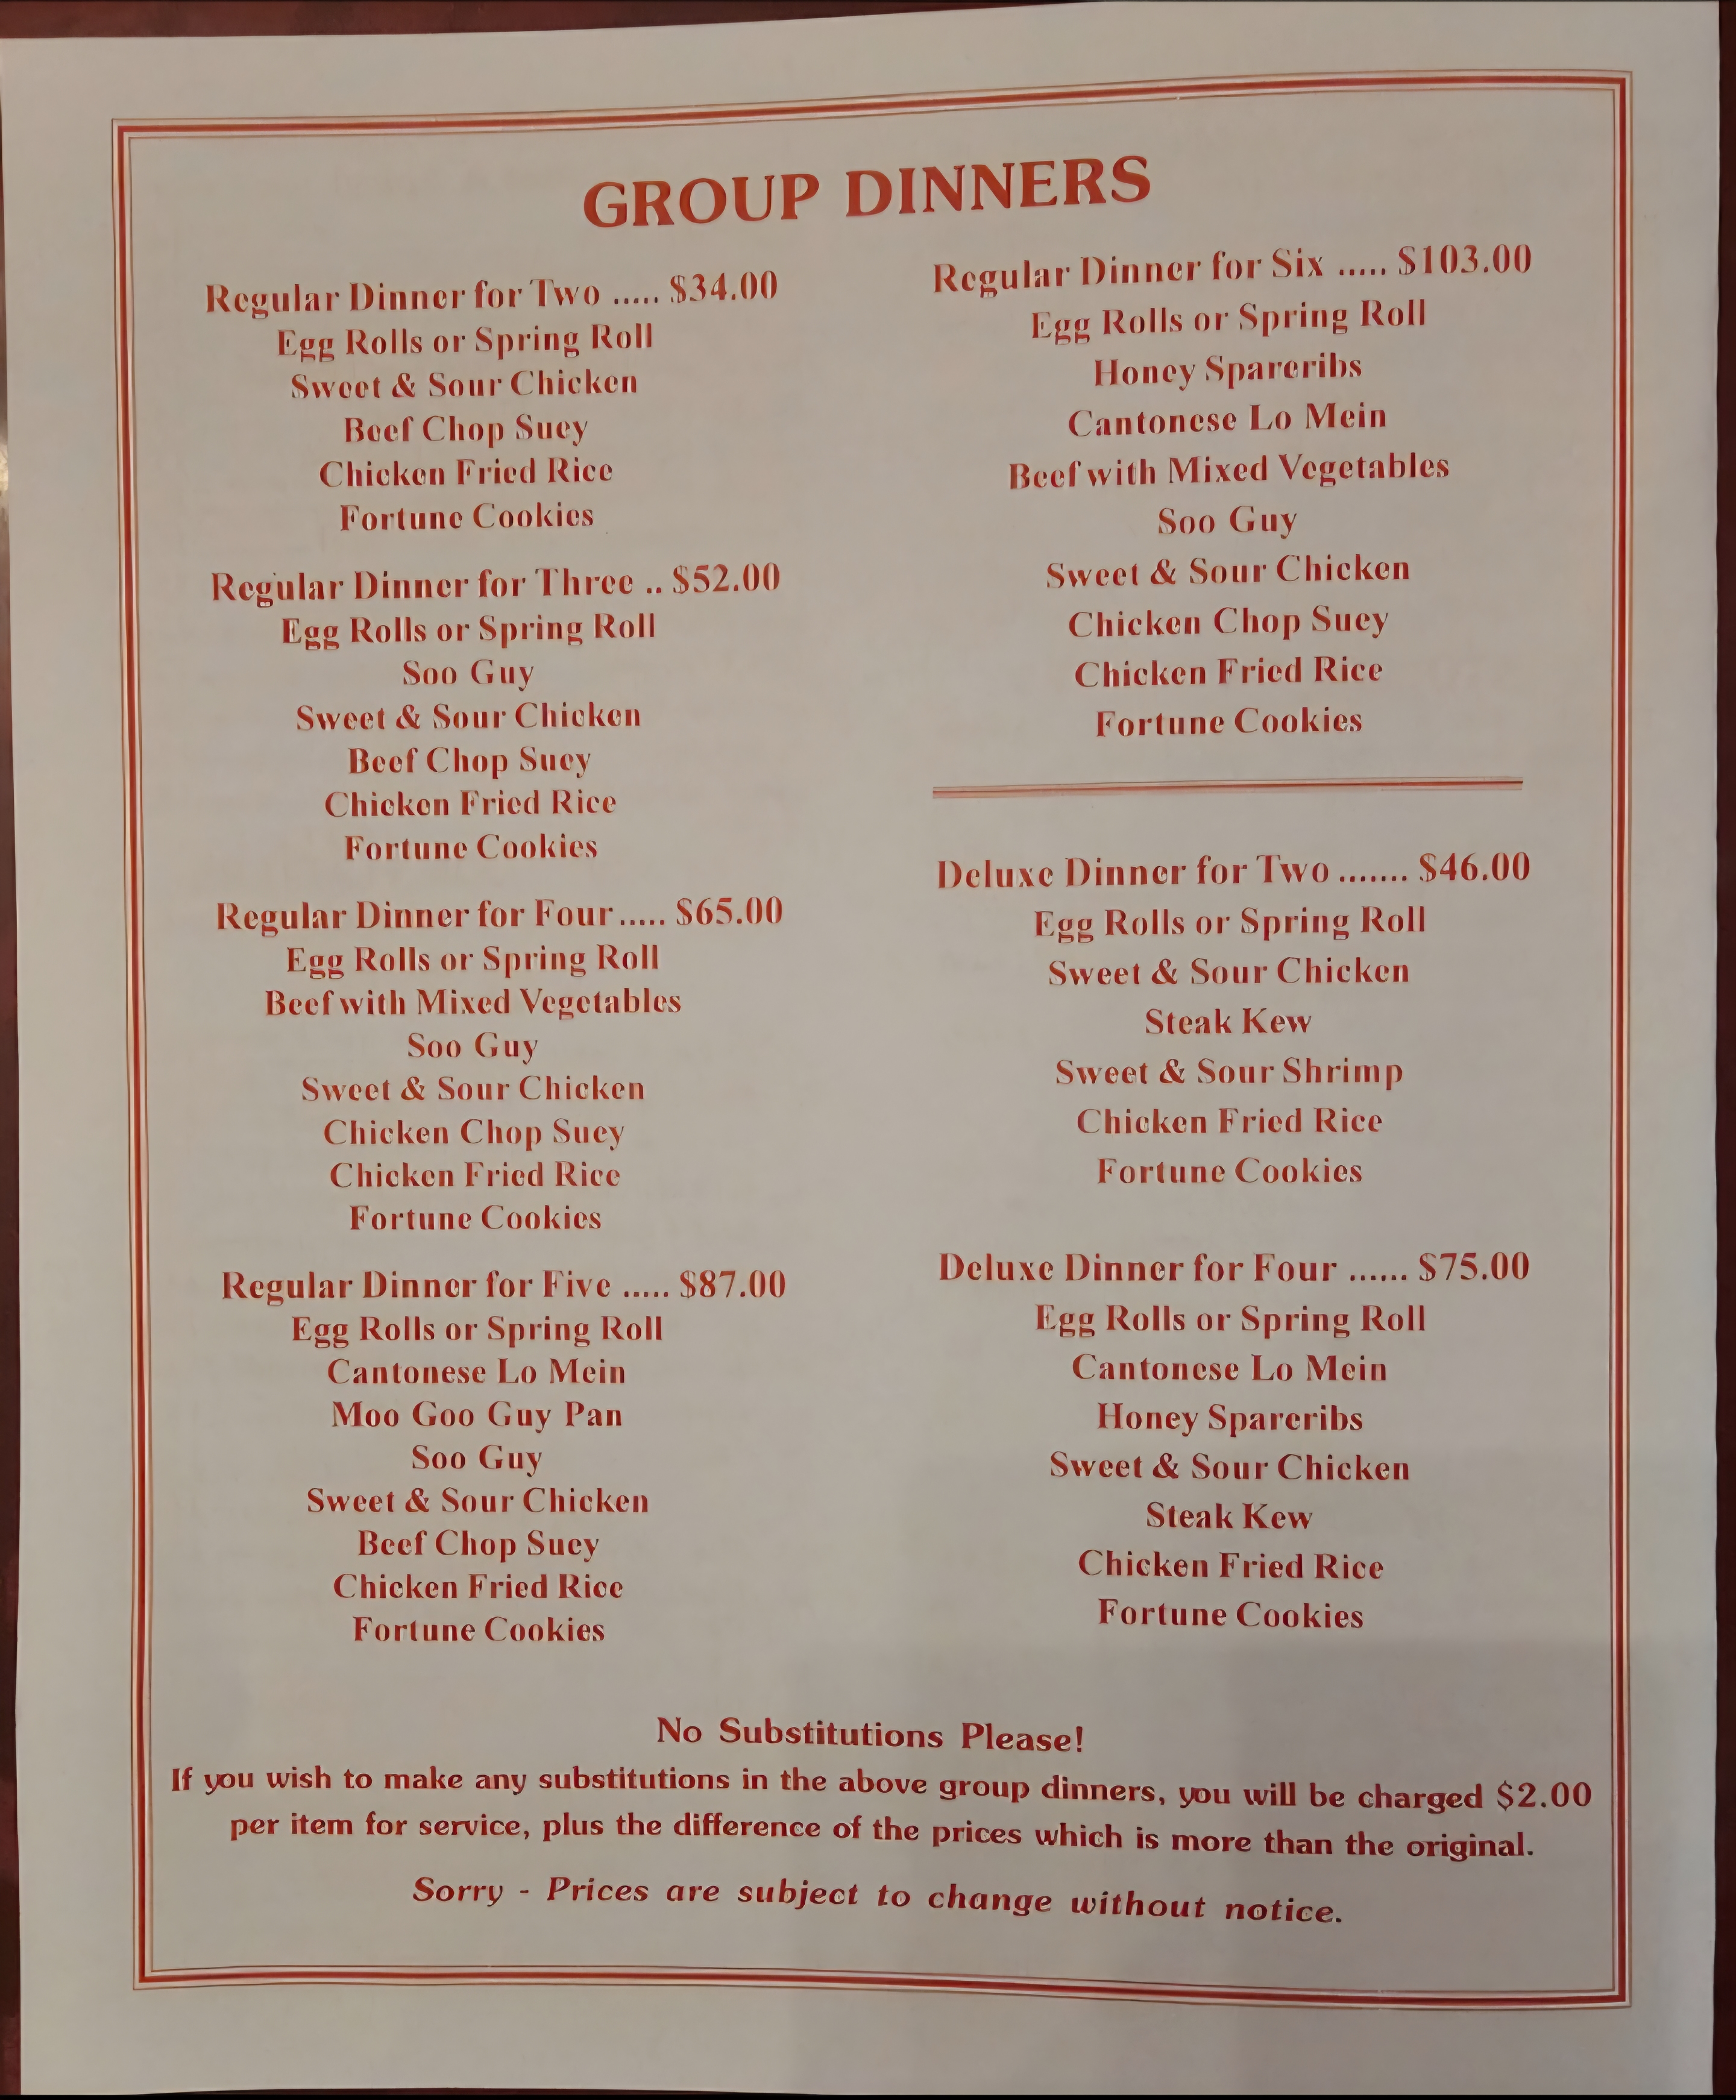 GROUP DINNERS
Regular Dinner for Two ..... $34.00
Egg Rolls or Spring Roll
Sweet & Sour Chicken
Beef Chop Suey
Chicken Fried Rice
Fortune Cookies
Regular Dinner for Three .. $52.00
Egg Rolls or Spring Roll
Soo Guy
Sweet & Sour Chicken
Beef Chop Suey
Chicken Fried Rice
Fortune Cookies
Regular Dinner for Four ..... $65.00
Egg Rolls or Spring Roll
Beef with Mixed Vegetables
Soo Guy
Sweet & Sour Chicken
Chicken Chop Suey
Chicken Fried Rice
Fortune Cookies
Regular Dinner for Five ..... $87.00
Egg Rolls or Spring Roll
Cantonese Lo Mein
Moo Goo Guy Pan
Soo Guy
Sweet & Sour Chicken
Beef Chop Suey
Chicken Fried Rice
Fortune Cookies
Regular Dinner for Six ..... $103.00
Egg Rolls or Spring Roll
Honey Spareribs
Cantonese Lo Mein
Beef with Mixed Vegetables
Soo Guy
Sweet & Sour Chicken
Chicken Chop Suey
Chicken Fried Rice
Fortune Cookies
Deluxe Dinner for Two ....... $46.00
Egg Rolls or Spring Roll
Sweet & Sour Chicken
Steak Kew
Sweet & Sour Shrimp
Chicken Fried Rice
Fortune Cookies
Deluxe Dinner for Four ...... $75.00
Egg Rolls or Spring Roll
Cantonese Lo Mein
Honey Spareribs
Sweet & Sour Chicken
Steak Kew
Chicken Fried Rice
Fortune Cookies
No Substitutions Please!
If you wish to make any substitutions in the above group dinners, you will be charged $2.00
per item for service, plus the difference of the prices which is more than the original.
Sorry - Prices are subject to change without notice.